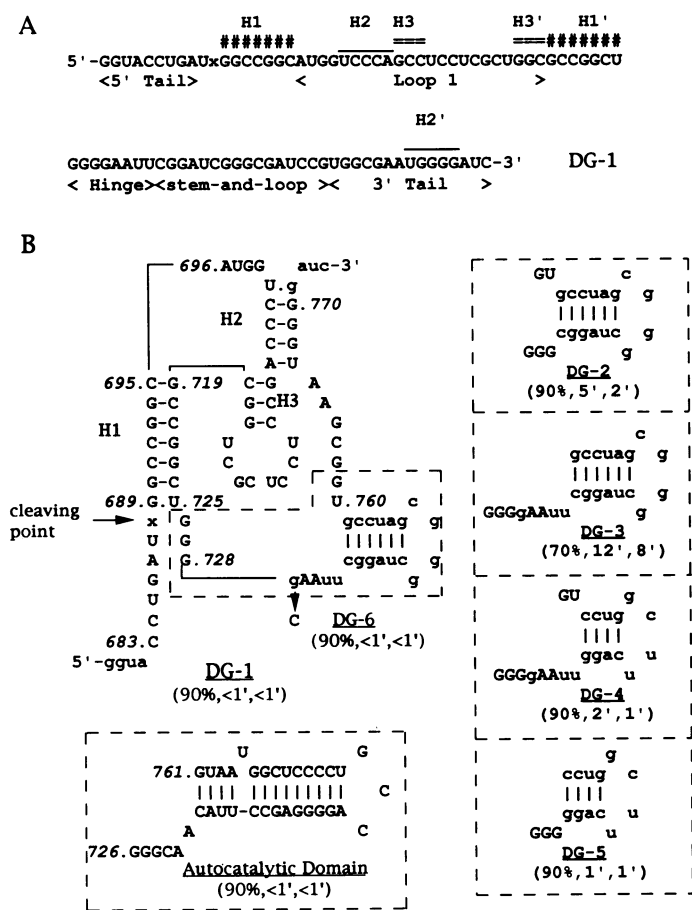 A
H1 H2 H3 H3' H1'
####### === === #######
5'-GGUACCUGAUxGGCCGGCAUGGUCCCAGCCUCCUCGCUGGCGCCGGCU
<5' Tail> < Loop 1 >
H2'
GGGGAAUUCGGAUCGGGCGAUCCGUGGCGAAUGGGGAUC-3' DG-1
< Hinge><stem-and-loop >< 3' Tail >
B
696.AUGG auc-3'
U.g
C-G.770
H2
C-G
C-G
A-U
695.C-G.719 C-G A
G-C G-C H3 A
H1
G-C G-C G
C-G U U C
C-G C C G
G-C GC UC G
689.G U.725 U.760 c
cleaving point
x G gccuag g
U G |||||| g
A G.728 cuaggc c
G gAAuu g
U C DG-6
C (90%,<1',<1')
683.C
5'-ggua
DG-1
(90%,<1',<1')
U G
761.GUAA GGCUCCCCU
|||| ||||||||| C
CAUU-CCGAGGGGA
A C
726.GGGCA
Autocatalytic Domain
(90%,<1',<1')
GU c
gccuag g
|||||| g
cggauc c
GGG g
DG-2
(90%,5',2')
c
gccuag g
|||||| g
cggauc c
GGGgAAuu g
DG-3
(70%,12',8')
GU g
ccug c
||||
ggac u
GGGgAAuu u
DG-4
(90%,2',1')
g
ccug c
||||
ggac u
GGG u
DG-5
(90%,1',1')